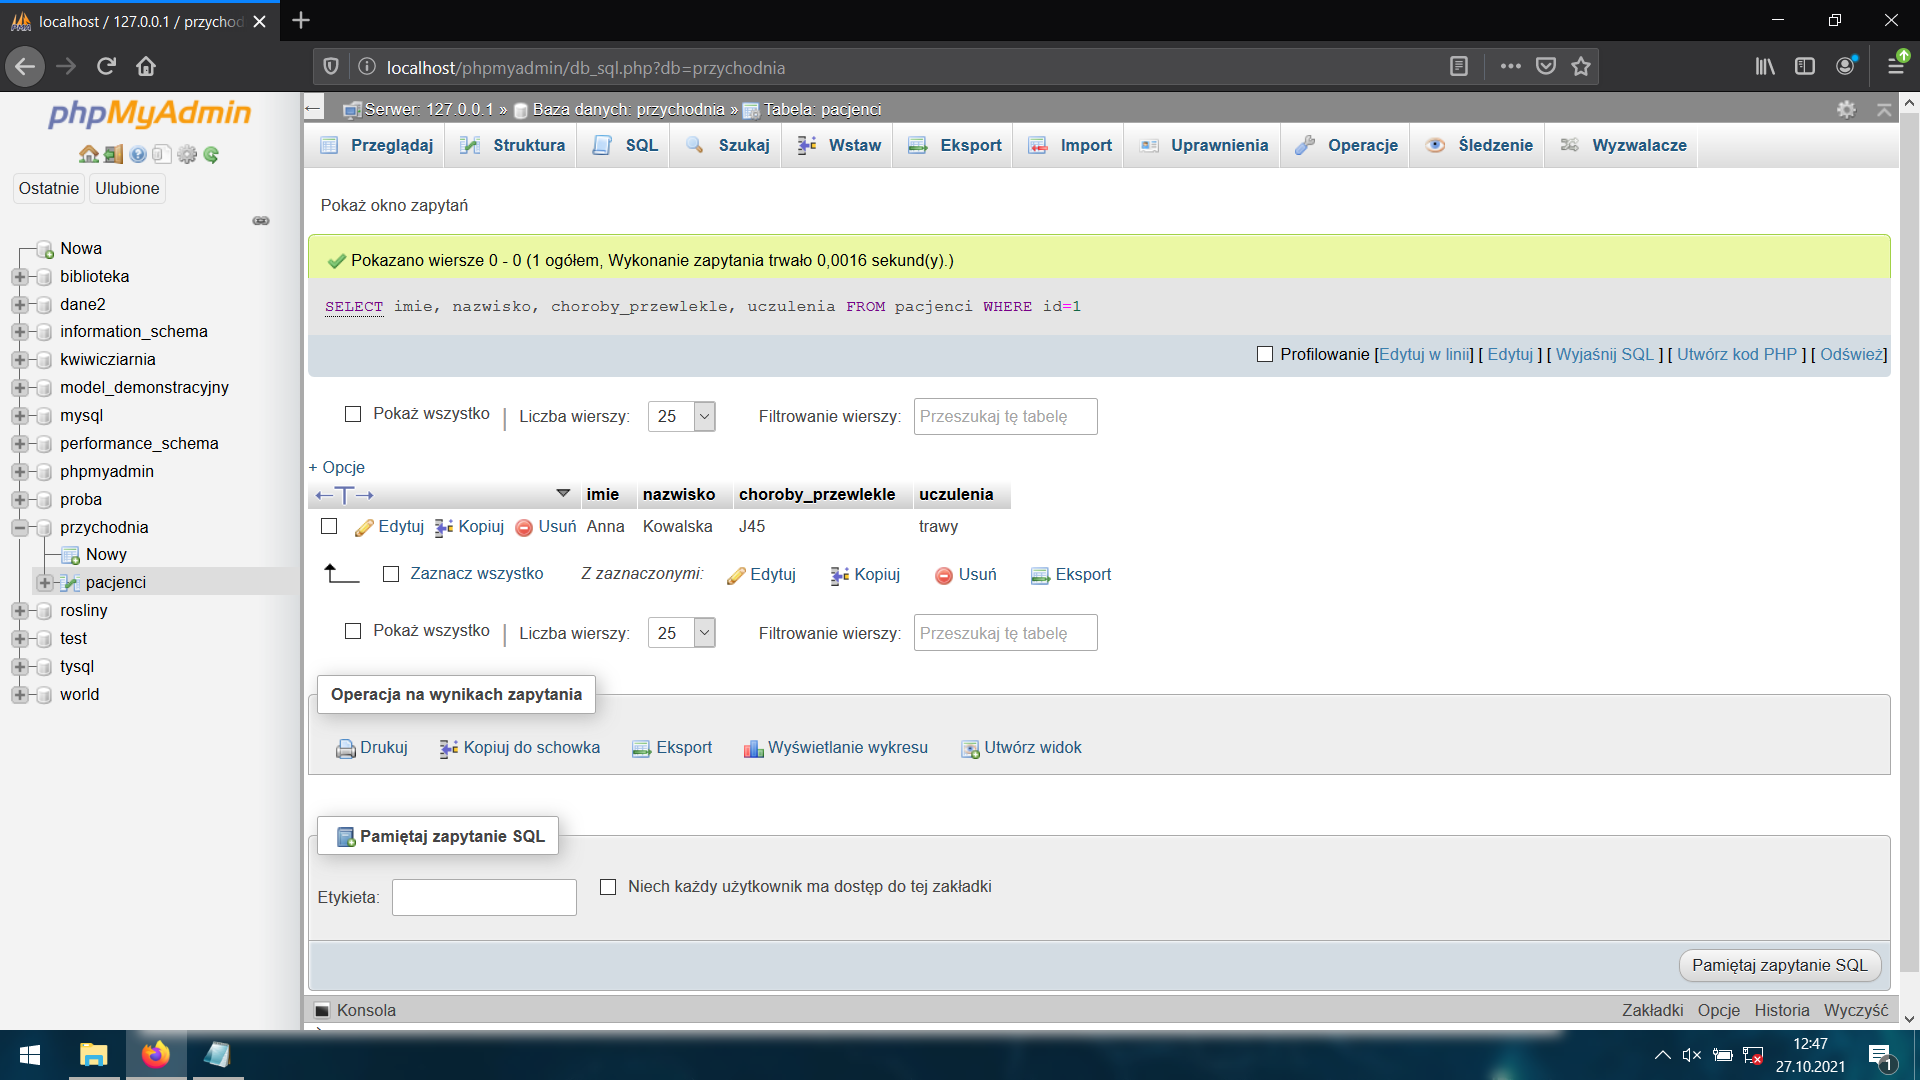 localhost / 127.0.0.1 / przychod
localhost/phpmyadmin/db_sql.php?db=przychodnia
phpMyAdmin
Ostatnie Ulubione
Nowa
biblioteka
dane2
information_schema
kwiwicziarnia
model_demonstracyjny
mysql
performance_schema
phpmyadmin
proba
przychodnia
Nowy
pacjenci
rosliny
test
tysql
world
Serwer: 127.0.0.1 » Baza danych: przychodnia » Tabela: pacjenci
Przeglądaj Struktura SQL Szukaj Wstaw Eksport Import Uprawnienia Operacje Śledzenie Wyzwalacze
Pokaż okno zapytań
Pokazano wiersze 0 - 0 (1 ogółem, Wykonanie zapytania trwało 0,0016 sekund(y).)
SELECT imie, nazwisko, choroby_przewlekle, uczulenia FROM pacjenci WHERE id=1
Profilowanie [Edytuj w linii] [ Edytuj ] [ Wyjaśnij SQL ] [ Utwórz kod PHP ] [ Odśwież]
Pokaż wszystko | Liczba wierszy: 25 Filtrowanie wierszy: Przeszukaj tę tabelę
+ Opcje
←T→ imie nazwisko choroby_przewlekle uczulenia
Edytuj Kopiuj Usuń Anna Kowalska J45 trawy
Zaznacz wszystko Z zaznaczonymi: Edytuj Kopiuj Usuń Eksport
Pokaż wszystko | Liczba wierszy: 25 Filtrowanie wierszy: Przeszukaj tę tabelę
Operacja na wynikach zapytania
Drukuj Kopiuj do schowka Eksport Wyświetlanie wykresu Utwórz widok
Pamiętaj zapytanie SQL
Etykieta: Niech każdy użytkownik ma dostęp do tej zakładki
Pamiętaj zapytanie SQL
Konsola Zakładki Opcje Historia Wyczyść
12:47
27.10.2021
1